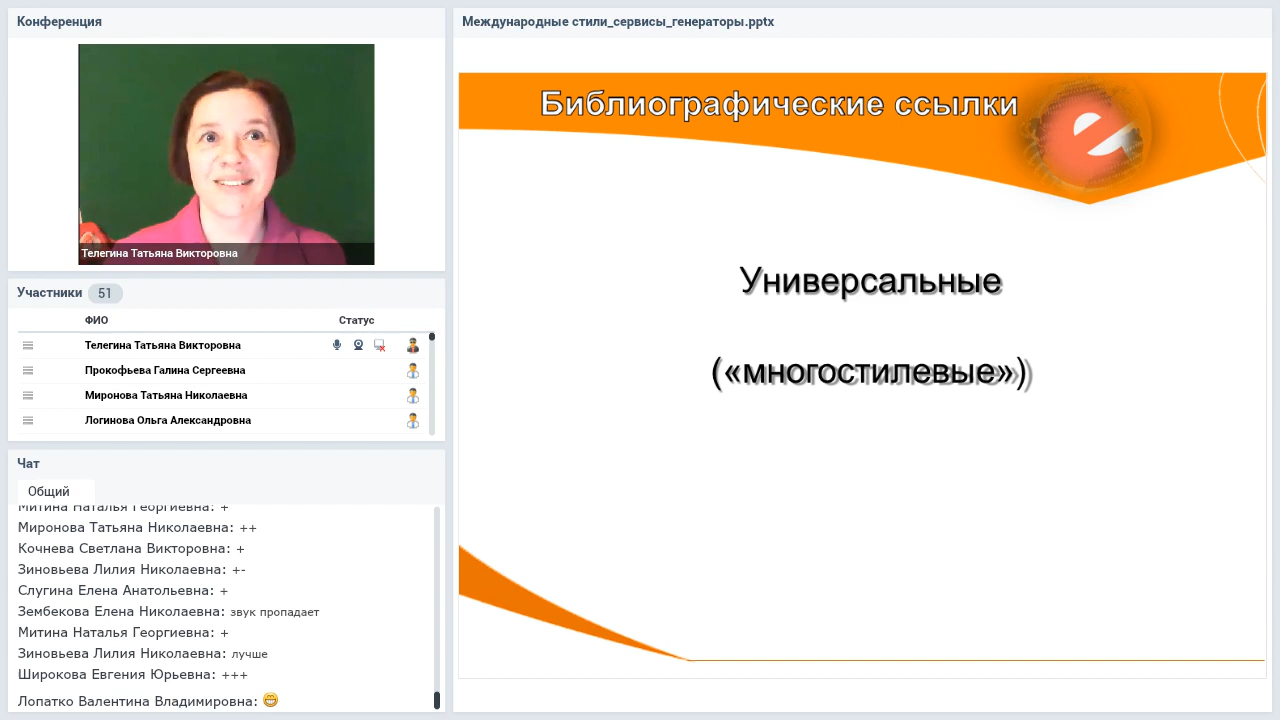 Конференция
Телегина Татьяна Викторовна
Участники 51
ФИО Статус
Телегина Татьяна Викторовна
Прокофьева Галина Сергеевна
Миронова Татьяна Николаевна
Логинова Ольга Александровна
Чат
Общий
Митина Наталья Георгиевна: +
Миронова Татьяна Николаевна: ++
Кочнева Светлана Викторовна: +
Зиновьева Лилия Николаевна: +-
Слугина Елена Анатольевна: +
Зембекова Елена Николаевна: звук пропадает
Митина Наталья Георгиевна: +
Зиновьева Лилия Николаевна: лучше
Широкова Евгения Юрьевна: +++
Лопатко Валентина Владимировна: 😁
Международные стили_сервисы_генераторы.pptx
Библиографические ссылки
Универсальные
(«многостилевые»)